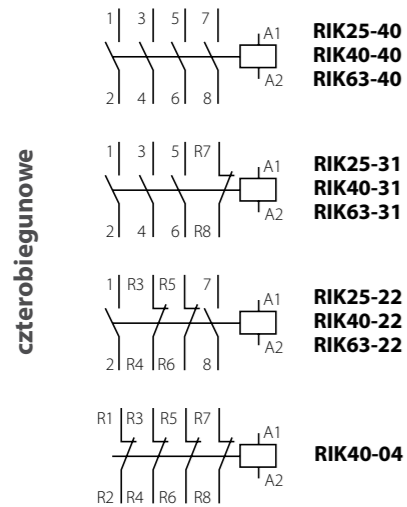 czterobiegunowe
1 3 5 7
A1
A2
2 4 6 8
RIK25-40
RIK40-40
RIK63-40
1 3 5 R7
A1
A2
2 4 6 R8
RIK25-31
RIK40-31
RIK63-31
1 R3 R5 7
A1
A2
2 R4 R6 8
RIK25-22
RIK40-22
RIK63-22
R1 R3 R5 R7
A1
A2
R2 R4 R6 R8
RIK40-04